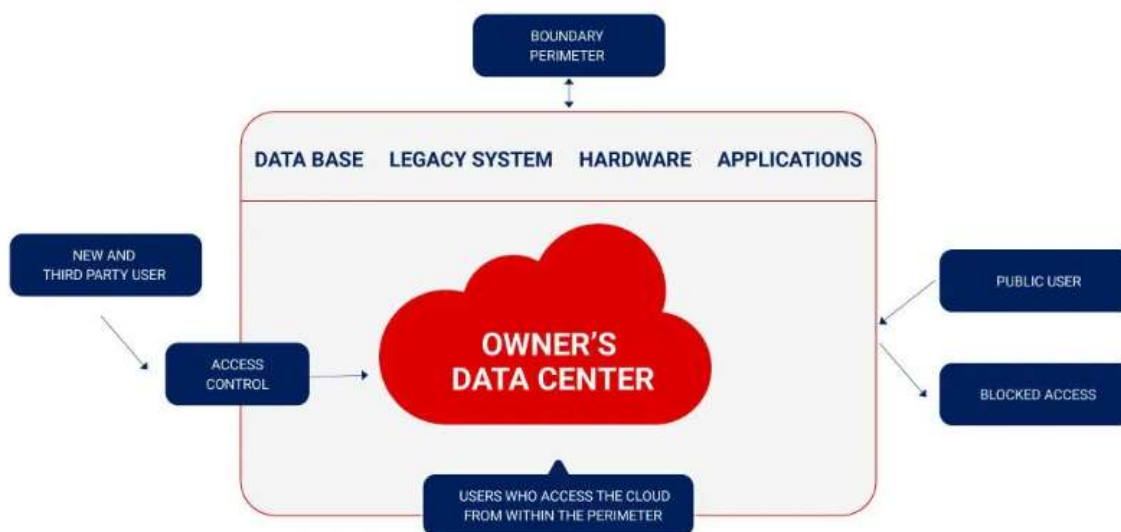 BOUNDARY
PERIMETER
DATA BASE LEGACY SYSTEM HARDWARE APPLICATIONS
NEW AND
THIRD PARTY USER
ACCESS
CONTROL
OWNER'S
DATA CENTER
PUBLIC USER
BLOCKED ACCESS
USERS WHO ACCESS THE CLOUD
FROM WITHIN THE PERIMETER